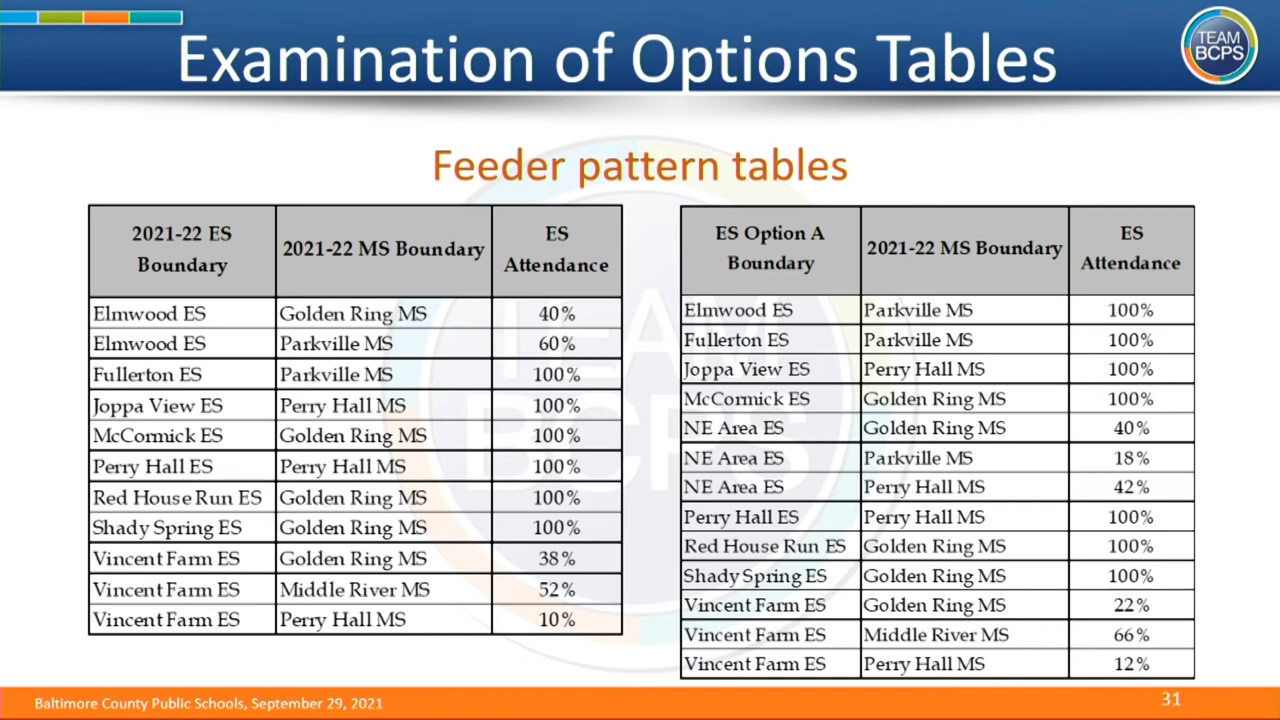 Examination of Options Tables
TEAM
BCPS
Feeder pattern tables
2021-22 ES Boundary | 2021-22 MS Boundary | ES Attendance
Elmwood ES | Golden Ring MS | 40%
Elmwood ES | Parkville MS | 60%
Fullerton ES | Parkville MS | 100%
Joppa View ES | Perry Hall MS | 100%
McCormick ES | Golden Ring MS | 100%
Perry Hall ES | Perry Hall MS | 100%
Red House Run ES | Golden Ring MS | 100%
Shady Spring ES | Golden Ring MS | 100%
Vincent Farm ES | Golden Ring MS | 38%
Vincent Farm ES | Middle River MS | 52%
Vincent Farm ES | Perry Hall MS | 10%
ES Option A Boundary | 2021-22 MS Boundary | ES Attendance
Elmwood ES | Parkville MS | 100%
Fullerton ES | Parkville MS | 100%
Joppa View ES | Perry Hall MS | 100%
McCormick ES | Golden Ring MS | 100%
NE Area ES | Golden Ring MS | 40%
NE Area ES | Parkville MS | 18%
NE Area ES | Perry Hall MS | 42%
Perry Hall ES | Perry Hall MS | 100%
Red House Run ES | Golden Ring MS | 100%
Shady Spring ES | Golden Ring MS | 100%
Vincent Farm ES | Golden Ring MS | 22%
Vincent Farm ES | Middle River MS | 66%
Vincent Farm ES | Perry Hall MS | 12%
TEAM
BCPS
Baltimore County Public Schools, September 29, 2021
31